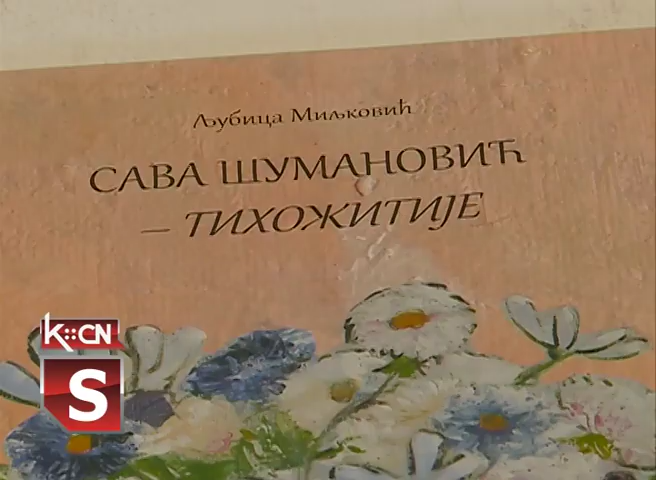 Љубица Миљковић
САВА ШУМАНОВИЋ
– ТИХОЖИТИЈЕ
K::CN
S